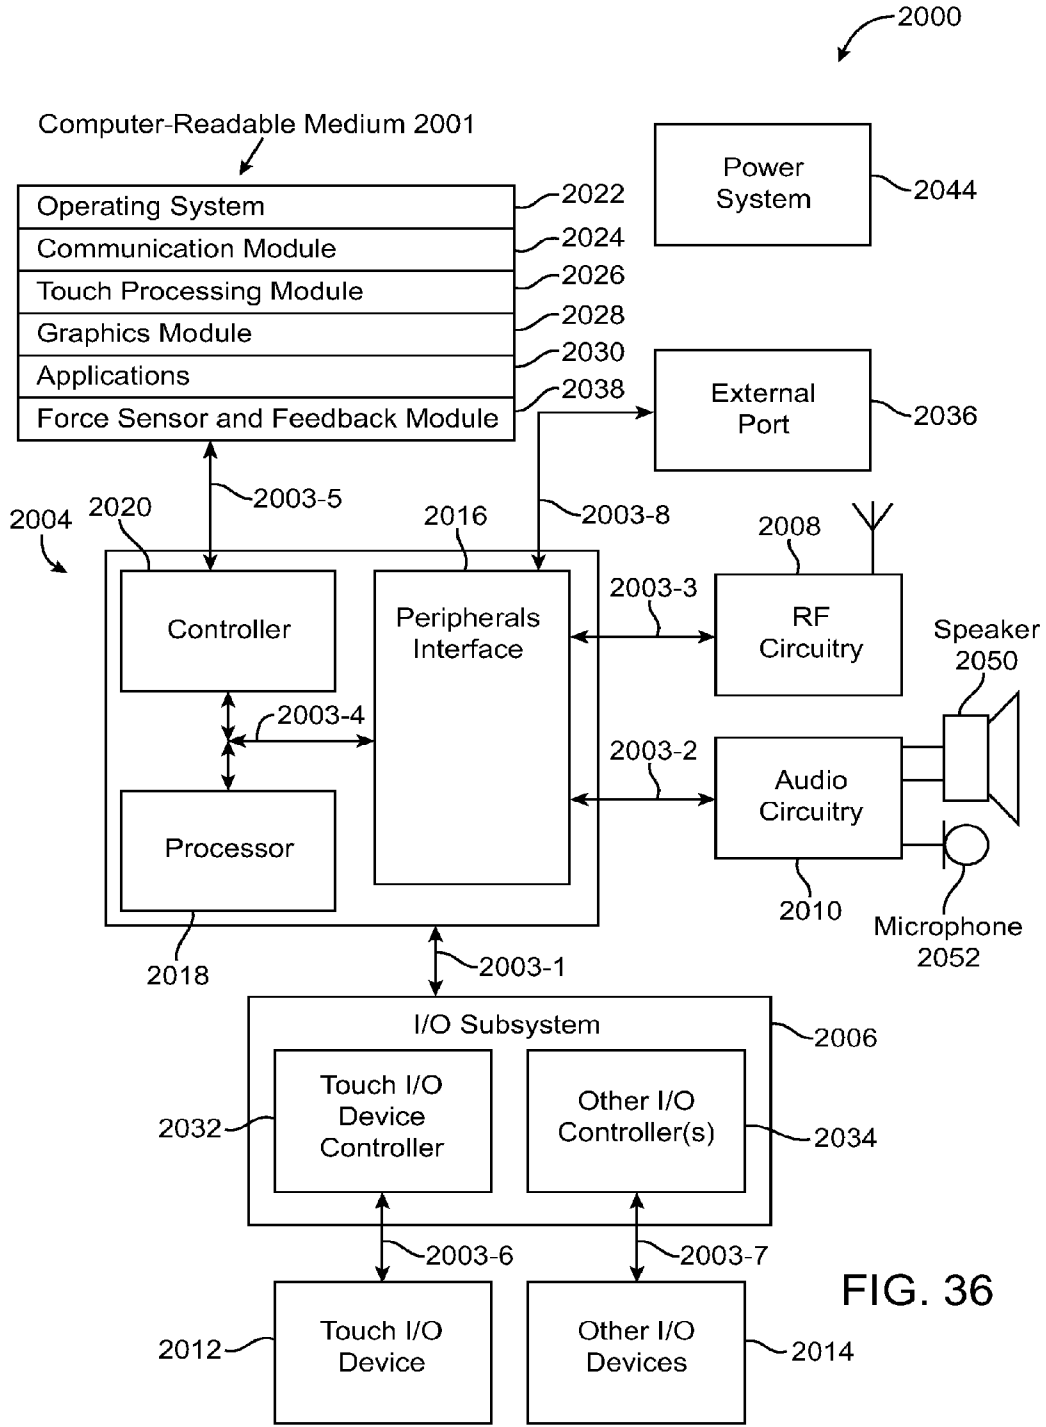 2000
Computer-Readable Medium 2001
Power
System
2044
Operating System
2022
Communication Module
2024
Touch Processing Module
2026
Graphics Module
2028
Applications
2030
Force Sensor and Feedback Module
2038
External
Port
2036
2003-5
2003-8
2004
2020
2016
2008
Controller
Peripherals
Interface
2003-3
RF
Circuitry
Speaker
2050
2003-4
2003-2
Audio
Circuitry
Processor
2010
Microphone
2052
2018
2003-1
I/O Subsystem
2006
Touch I/O
Device
Controller
2032
Other I/O
Controller(s)
2034
2003-6
2003-7
FIG. 36
Touch I/O
Device
2012
Other I/O
Devices
2014